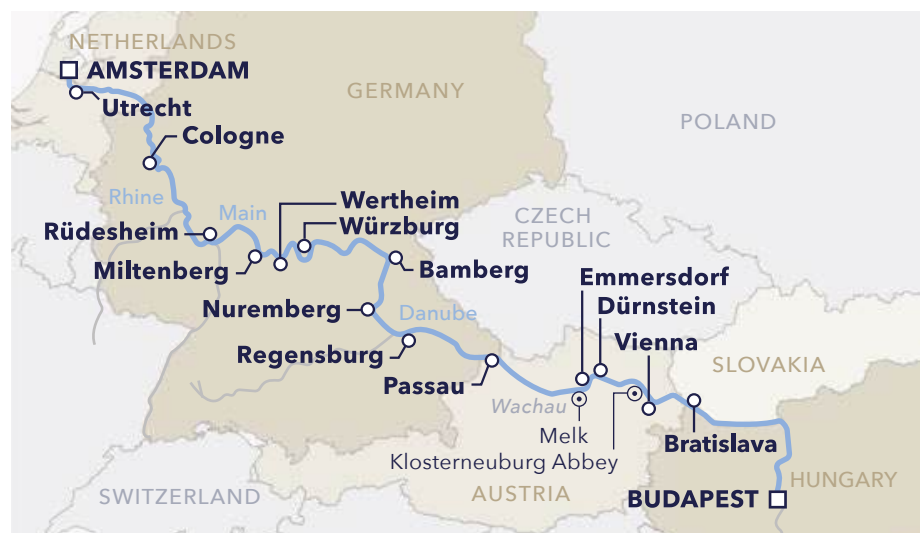 NETHERLANDS
AMSTERDAM
Utrecht
GERMANY
POLAND
Cologne
Rhine
Main
Wertheim
Würzburg
Rüdesheim
CZECH
REPUBLIC
Miltenberg
Bamberg
Emmersdorf
Nuremberg
Danube
Dürnstein
Vienna
Regensburg
SLOVAKIA
Passau
Wachau
Melk
Bratislava
Klosterneuburg Abbey
HUNGARY
SWITZERLAND
AUSTRIA
BUDAPEST